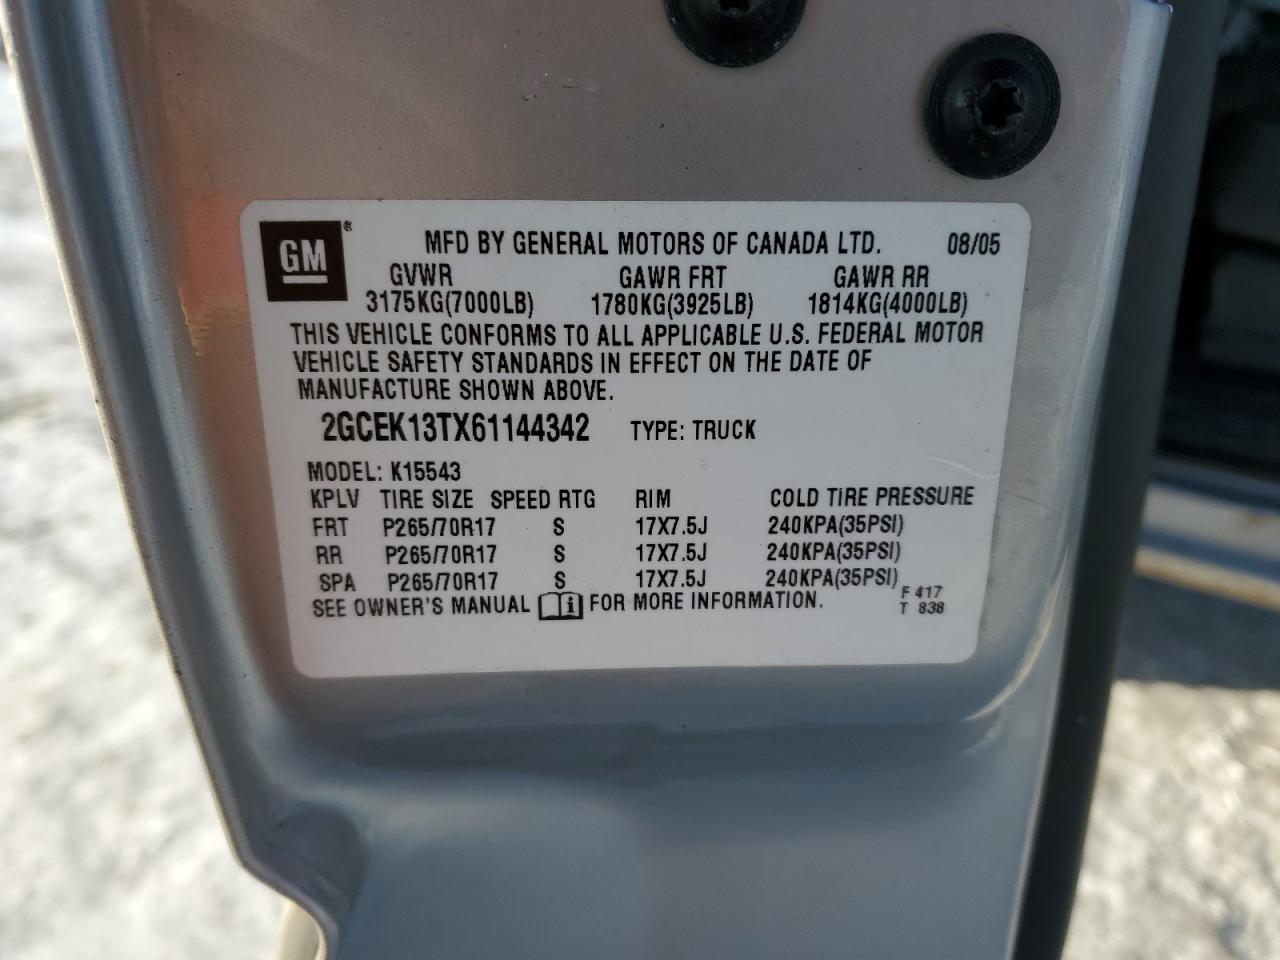 GM ® MFD BY GENERAL MOTORS OF CANADA LTD. 08/05
GVWR GAWR FRT GAWR RR
3175KG(7000LB) 1780KG(3925LB) 1814KG(4000LB)
THIS VEHICLE CONFORMS TO ALL APPLICABLE U.S. FEDERAL MOTOR
VEHICLE SAFETY STANDARDS IN EFFECT ON THE DATE OF
MANUFACTURE SHOWN ABOVE.
2GCEK13TX61144342 TYPE: TRUCK
MODEL: K15543
KPLV TIRE SIZE SPEED RTG RIM COLD TIRE PRESSURE
FRT P265/70R17 S 17X7.5J 240KPA(35PSI)
RR P265/70R17 S 17X7.5J 240KPA(35PSI)
SPA P265/70R17 S 17X7.5J 240KPA(35PSI)
SEE OWNER'S MANUAL i FOR MORE INFORMATION.
F 417
T 838